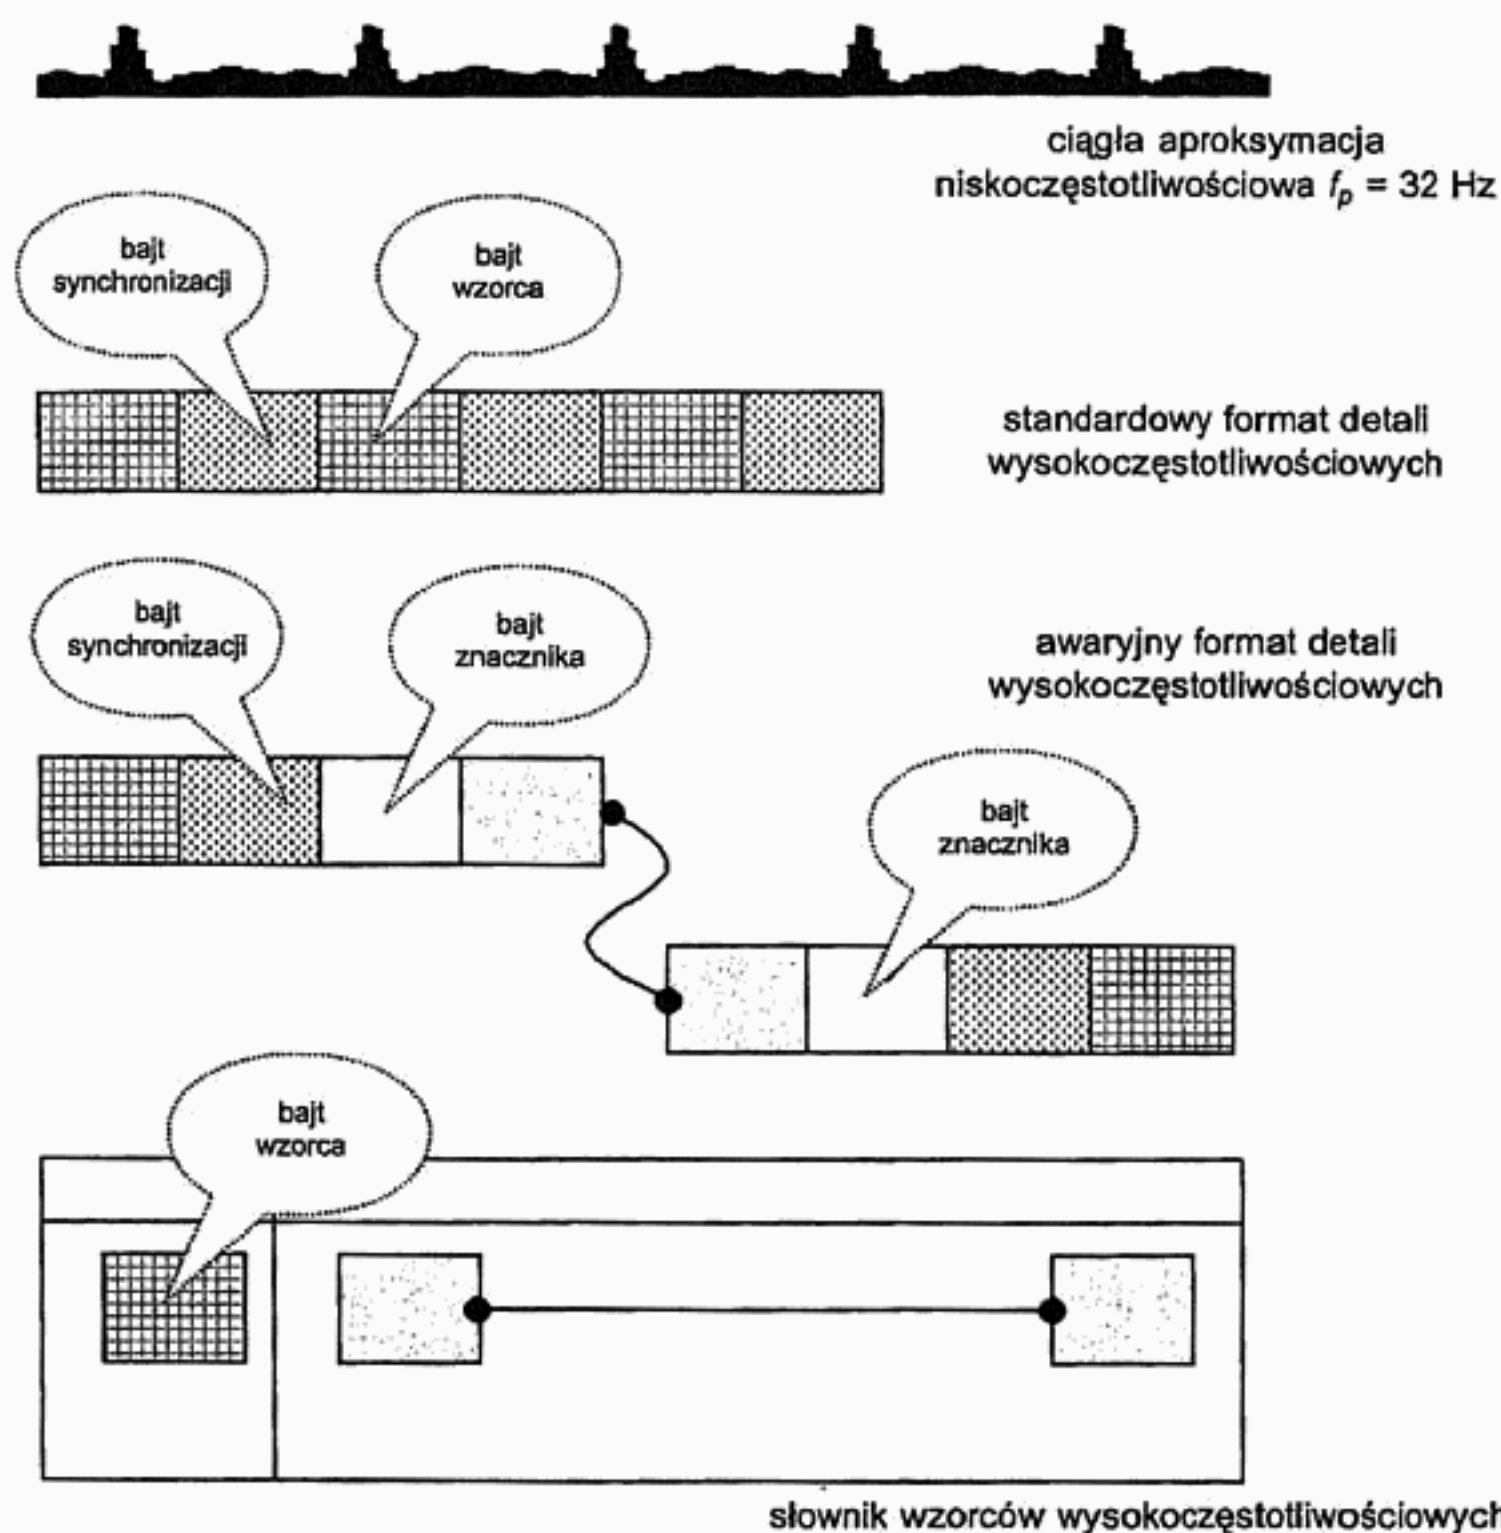 ciągła aproksymacja
niskoczęstotliwościowa fp = 32 Hz
bajt
synchronizacji
bajt
wzorca
standardowy format detali
wysokoczęstotliwościowych
bajt
synchronizacji
bajt
znacznika
awaryjny format detali
wysokoczęstotliwościowych
bajt
znacznika
bajt
wzorca
słownik wzorców wysokoczęstotliwościowych